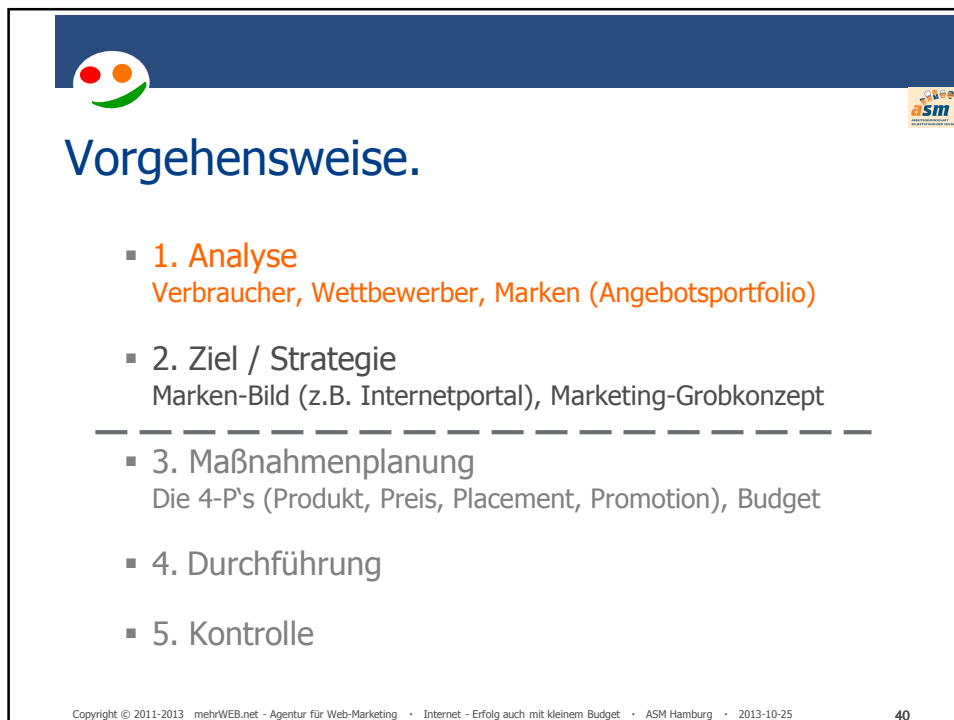 asm
Vorgehensweise.
▪ 1. Analyse
Verbraucher, Wettbewerber, Marken (Angebotsportfolio)
▪ 2. Ziel / Strategie
Marken-Bild (z.B. Internetportal), Marketing-Grobkonzept
▪ 3. Maßnahmenplanung
Die 4-P‘s (Produkt, Preis, Placement, Promotion), Budget
▪ 4. Durchführung
▪ 5. Kontrolle
Copyright © 2011-2013 mehrWEB.net - Agentur für Web-Marketing · Internet - Erfolg auch mit kleinem Budget · ASM Hamburg · 2013-10-25 40